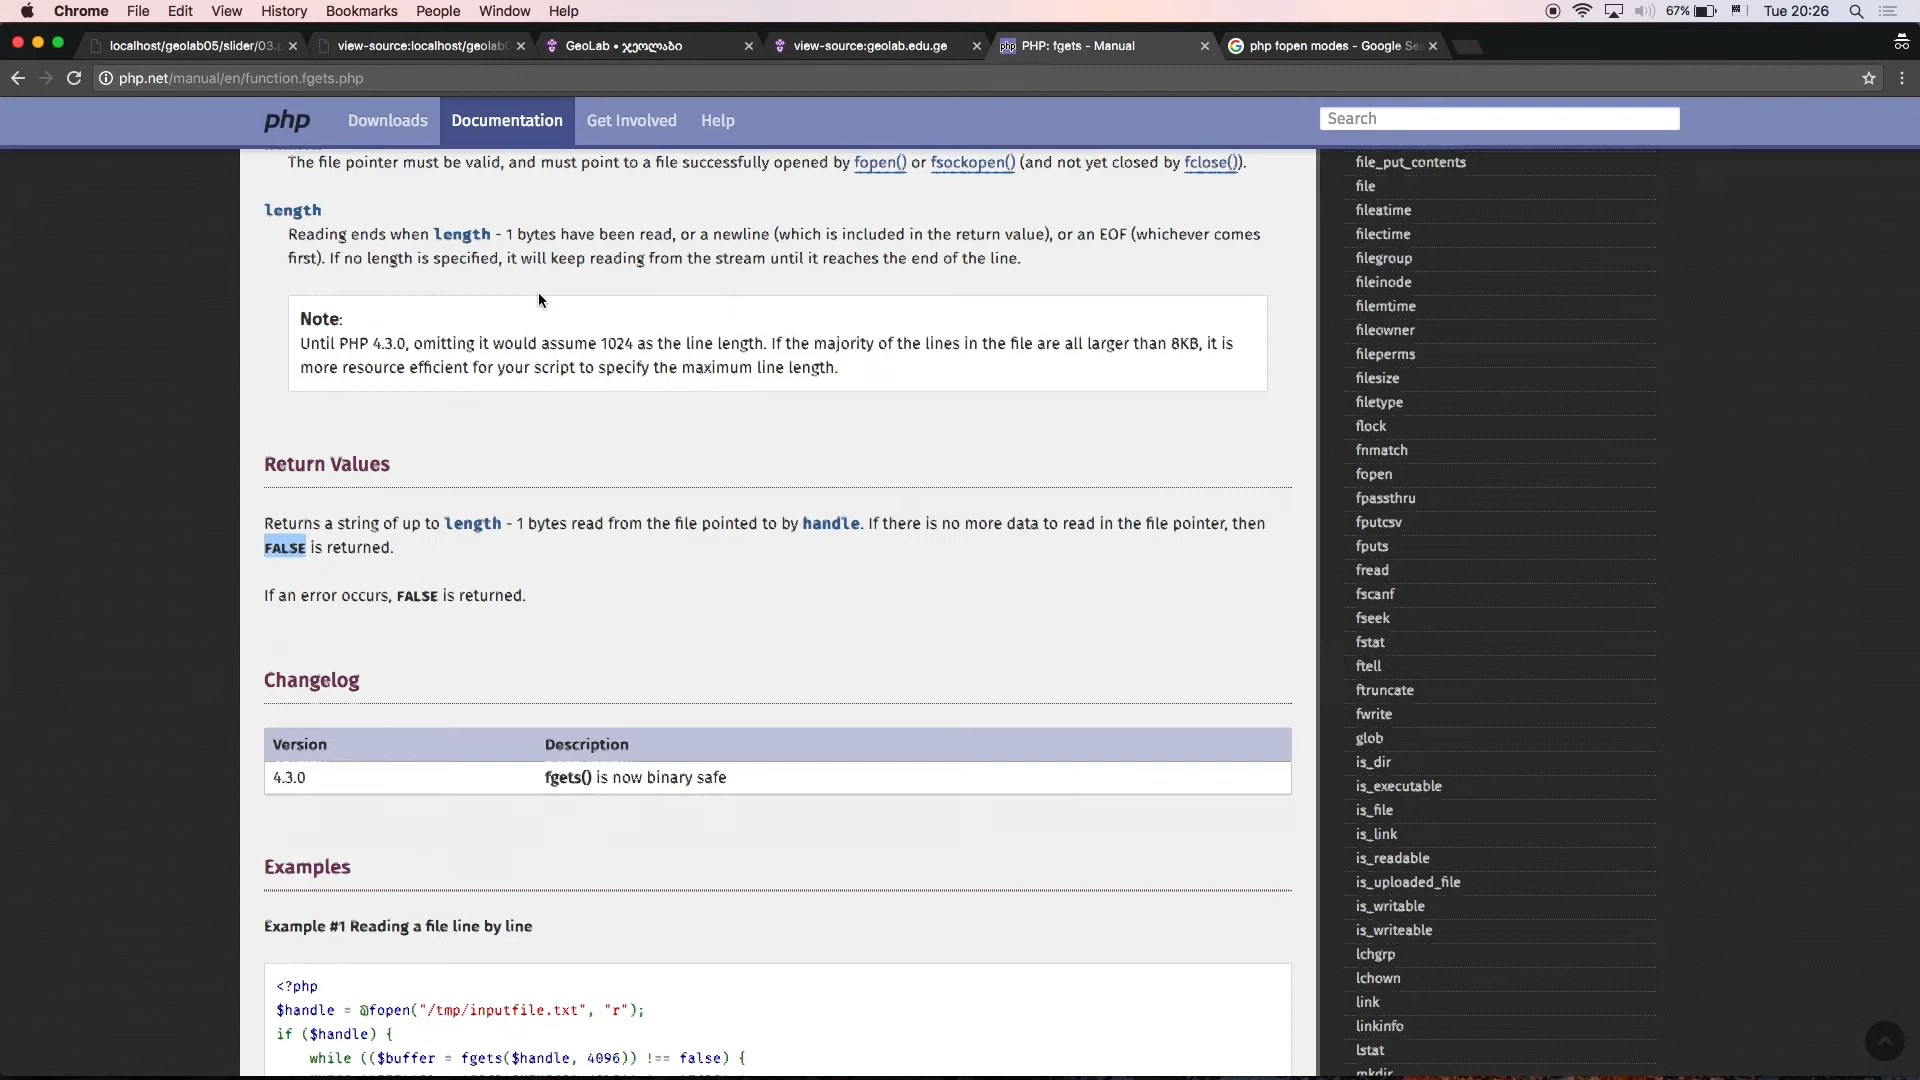 Chrome File Edit View History Bookmarks People Window Help 67% Tue 20:26
localhost/geolab05/slider/03. view-source:localhost/geolab GeoLab • ჯეოლაბი view-source:geolab.edu.ge php PHP: fgets - Manual php fopen modes - Google Se
php.net/manual/en/function.fgets.php
php Downloads Documentation Get Involved Help Search
The file pointer must be valid, and must point to a file successfully opened by fopen() or fsockopen() (and not yet closed by fclose()).
length
Reading ends when length - 1 bytes have been read, or a newline (which is included in the return value), or an EOF (whichever comes
first). If no length is specified, it will keep reading from the stream until it reaches the end of the line.
Note:
Until PHP 4.3.0, omitting it would assume 1024 as the line length. If the majority of the lines in the file are all larger than 8KB, it is
more resource efficient for your script to specify the maximum line length.
Return Values
Returns a string of up to length - 1 bytes read from the file pointed to by handle. If there is no more data to read in the file pointer, then
FALSE is returned.
If an error occurs, FALSE is returned.
Changelog
Version Description
4.3.0 fgets() is now binary safe
Examples
Example #1 Reading a file line by line
<?php
$handle = @fopen("/tmp/inputfile.txt", "r");
if ($handle) {
while (($buffer = fgets($handle, 4096)) !== false) {
file_put_contents
file
fileatime
filectime
filegroup
fileinode
filemtime
fileowner
fileperms
filesize
filetype
flock
fnmatch
fopen
fpassthru
fputcsv
fputs
fread
fscanf
fseek
fstat
ftell
ftruncate
fwrite
glob
is_dir
is_executable
is_file
is_link
is_readable
is_uploaded_file
is_writable
is_writeable
lchgrp
lchown
link
linkinfo
lstat
mkdir